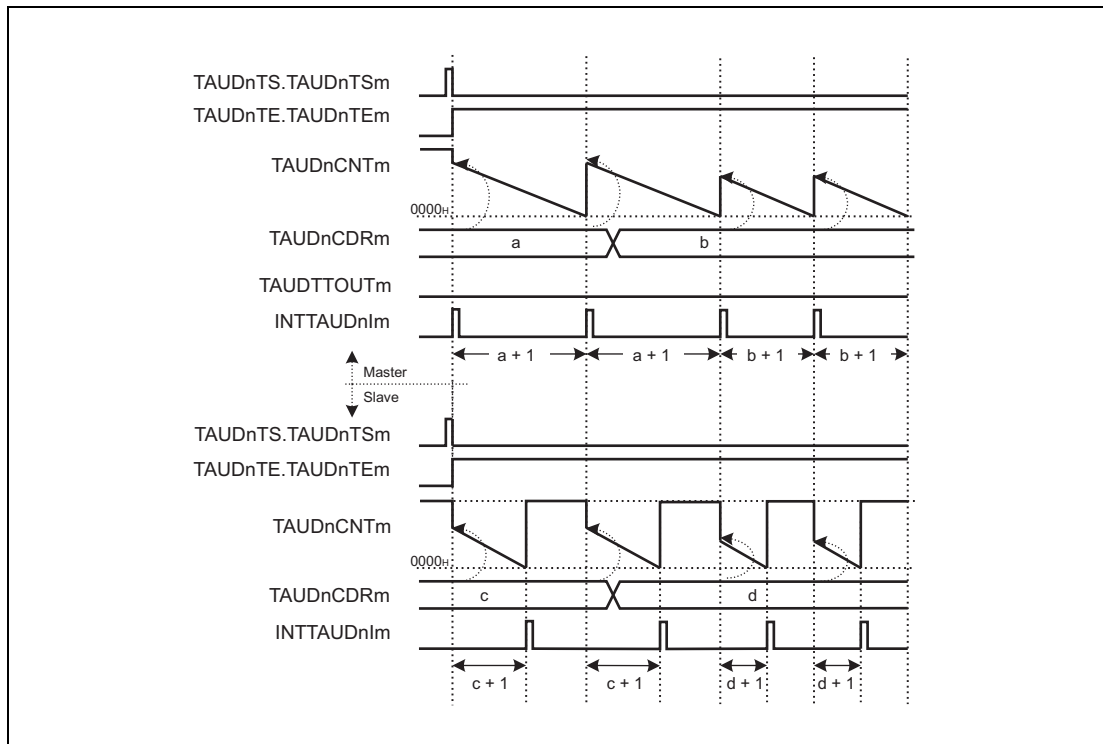 TAUDnTS.TAUDnTSm
TAUDnTE.TAUDnTEm
TAUDnCNTm
0000H
TAUDnCDRm
a
b
TAUDTTOUTm
INTTAUDnIm
a + 1
a + 1
b + 1
b + 1
Master
Slave
TAUDnTS.TAUDnTSm
TAUDnTE.TAUDnTEm
TAUDnCNTm
0000H
TAUDnCDRm
c
d
INTTAUDnIm
c + 1
c + 1
d + 1
d + 1